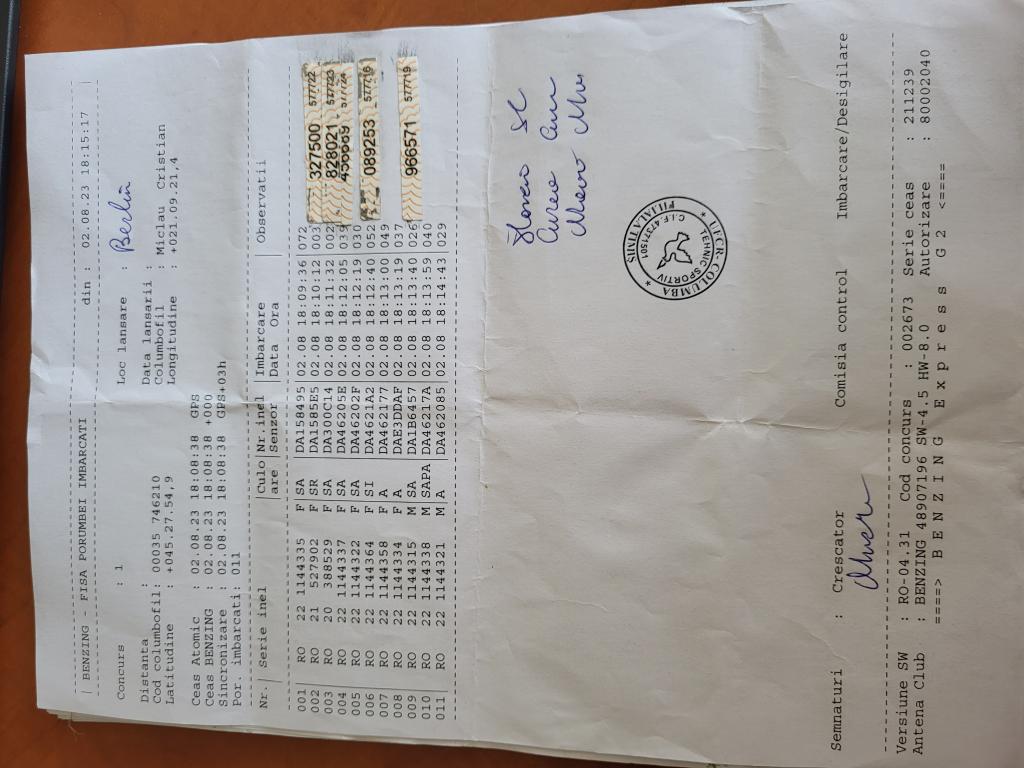 | BENZING    FISA PORUMBEI IMBARCATI    din : 02.08.23 18:15:17 |
Concurs : 1    Loc lansare : Berlin
Distanta :    Data lansarii :
Cod columbofil: 00035 746210    Columbofil : Miclau Cristian
Latitudine : +045.27.54,9    Longitudine : +021.09.21,4
Ceas Atomic : 02.08.23 18:08:38 GPS
Ceas BENZING : 02.08.23 18:08:38 +000
Sincronizare : 02.08.23 18:08:38 GPS+03h
Por. imbarcati: 011
Nr. | Serie inel |Culo|Nr.inel |Imbarcare | Observatii
|are |Senzor |Data Ora |
001| RO 22 1144335 F |SA |DA158495|02.08 18:09:36 072
002| RO 21 527902 F |SR |DA1585E5|02.08 18:10:12 003| 327500 577722
003| RO 20 388529 F |SA |DA300C14|02.08 18:11:32 002| 828021 577723
004| RO 22 1144337 F |SA |DA46205E|02.08 18:12:05 039
005| RO 22 1144322 F |SA |DA46202F|02.08 18:12:19 030
006| RO 22 1144364 F |SI |DA4621A2|02.08 18:12:40 052 089253
007| RO 22 1144358 F |A |DA462177|02.08 18:13:00 049
008| RO 22 1144334 F |A |DAE3DDAF|02.08 18:13:19 037
009| RO 22 1144315 M |SA |DA1B6457|02.08 18:13:40 026 966571 577719
010| RO 22 1144338 M |SAPA|DA46217A|02.08 18:13:59 040
011| RO 22 1144321 M |A |DA462085|02.08 18:14:43 029
UFCR-COLUMBA
FILIALA TIMIS
C.I.F. 47371501
TEHNIC SPORTIV
Semnaturi : Crescator    Comisia control    Imbarcare/Desigilare
Versiune SW : RO-04.31 Cod concurs : 002673 Serie ceas : 211239
Antena Club : BENZING 48907196 SW-4.5 HW-8.0 Autorizare : 80002040
====> B E N Z I N G  E x p r e s s  G 2 <====